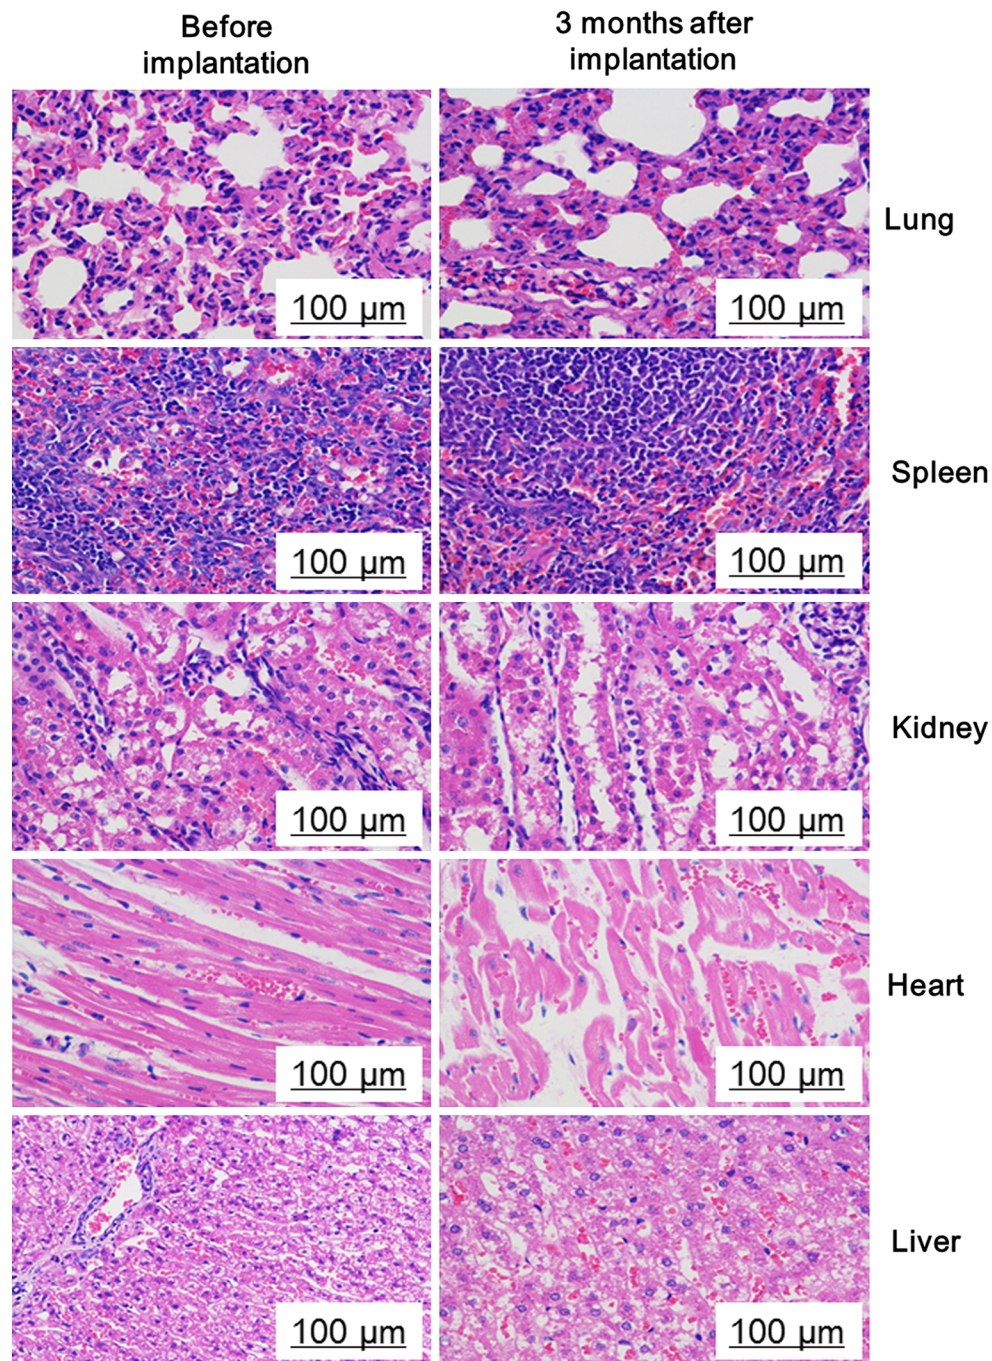 Before
implantation
3 months after
implantation
100 µm
100 µm
Lung
100 µm
100 µm
Spleen
100 µm
100 µm
Kidney
100 µm
100 µm
Heart
100 µm
100 µm
Liver